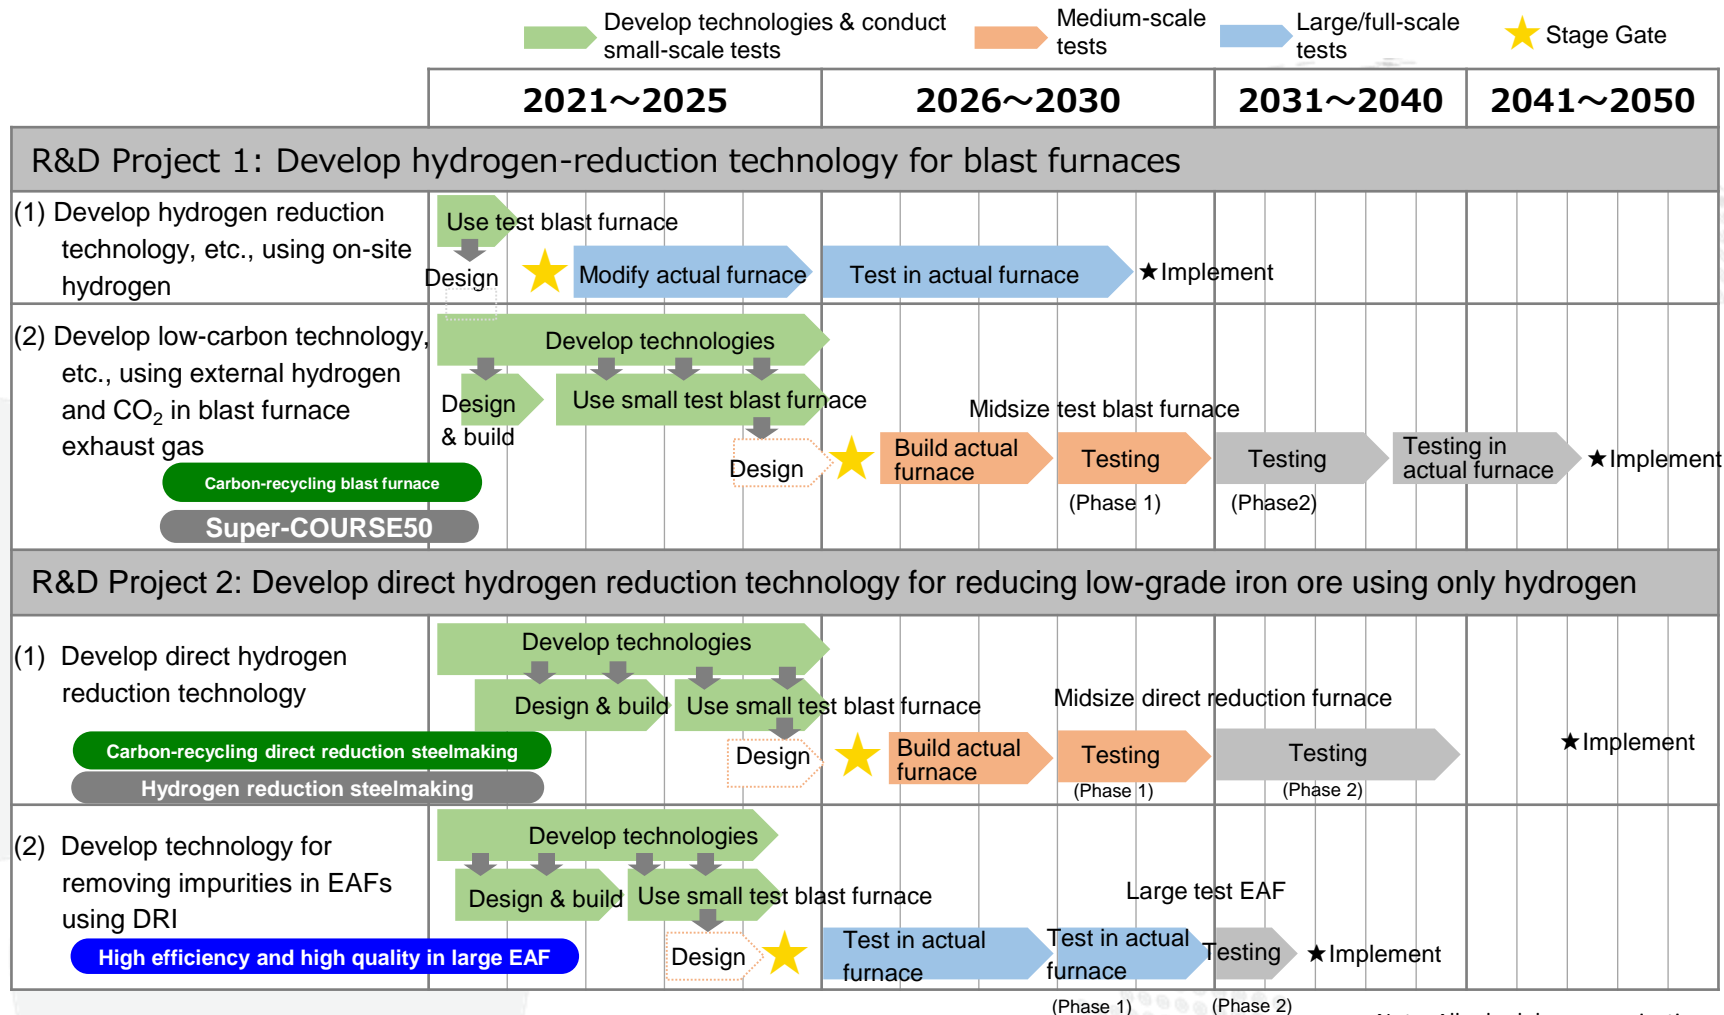 Develop technologies & conduct
small-scale tests
Medium-scale
tests
Large/full-scale
tests
Stage Gate
2021～2025
2026～2030
2031～2040
2041～2050
R&D Project 1: Develop hydrogen-reduction technology for blast furnaces
(1) Develop hydrogen reduction
technology, etc., using on-site
hydrogen
Use test blast furnace
Design
Modify actual furnace
Test in actual furnace
★Implement
(2) Develop low-carbon technology,
etc., using external hydrogen
and CO2 in blast furnace
exhaust gas
Carbon-recycling blast furnace
Super-COURSE50
Develop technologies
Design
& build
Use small test blast furnace
Design
Midsize test blast furnace
Build actual
furnace
Testing
(Phase 1)
Testing
(Phase2)
Testing in
actual furnace
★Implement
R&D Project 2: Develop direct hydrogen reduction technology for reducing low-grade iron ore using only hydrogen
(1) Develop direct hydrogen
reduction technology
Carbon-recycling direct reduction steelmaking
Hydrogen reduction steelmaking
Develop technologies
Design & build
Use small test blast furnace
Design
Midsize direct reduction furnace
Build actual
furnace
Testing
(Phase 1)
Testing
(Phase 2)
★Implement
(2) Develop technology for
removing impurities in EAFs
using DRI
High efficiency and high quality in large EAF
Develop technologies
Design & build
Use small test blast furnace
Design
Large test EAF
Test in actual
furnace
Test in actual
furnace
(Phase 1)
Testing
(Phase 2)
★Implement